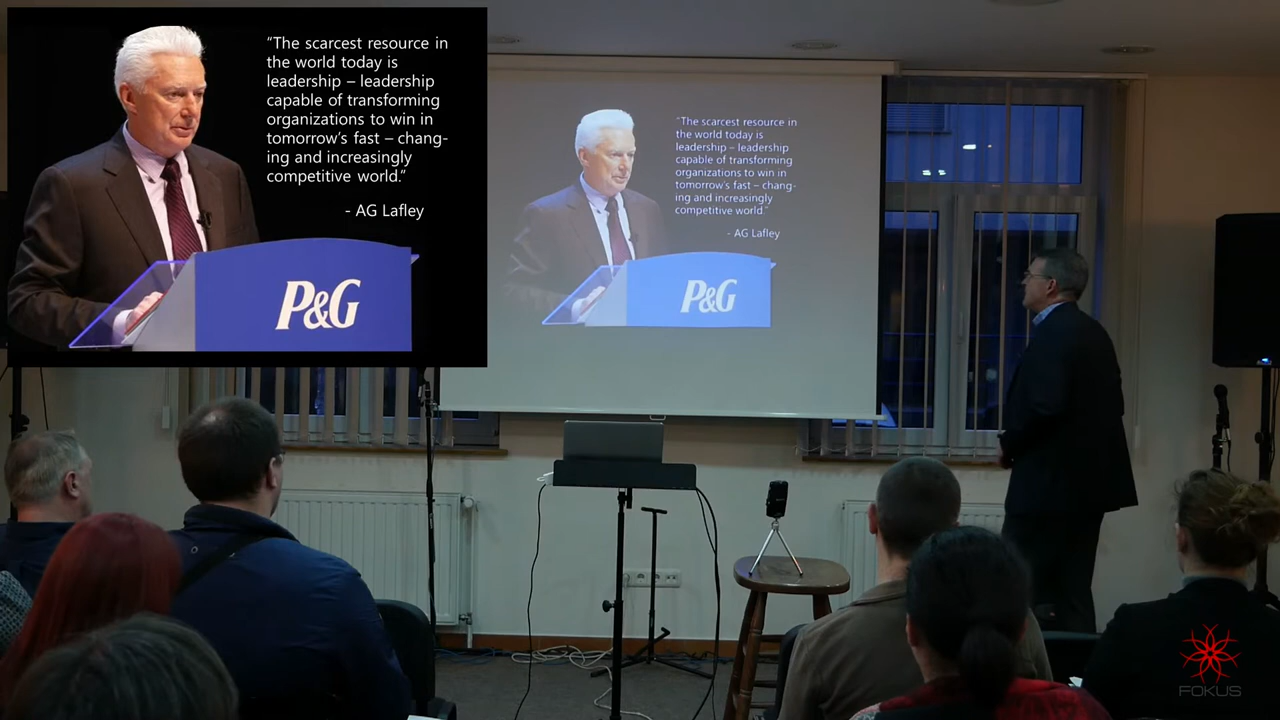 “The scarcest resource in
the world today is
leadership – leadership
capable of transforming
organizations to win in
tomorrow’s fast – chang-
ing and increasingly
competitive world.”
- AG Lafley
P&G
“The scarcest resource in
the world today is
leadership – leadership
capable of transforming
organizations to win in
tomorrow’s fast – chang-
ing and increasingly
competitive world.”
- AG Lafley
P&G
FOKUS